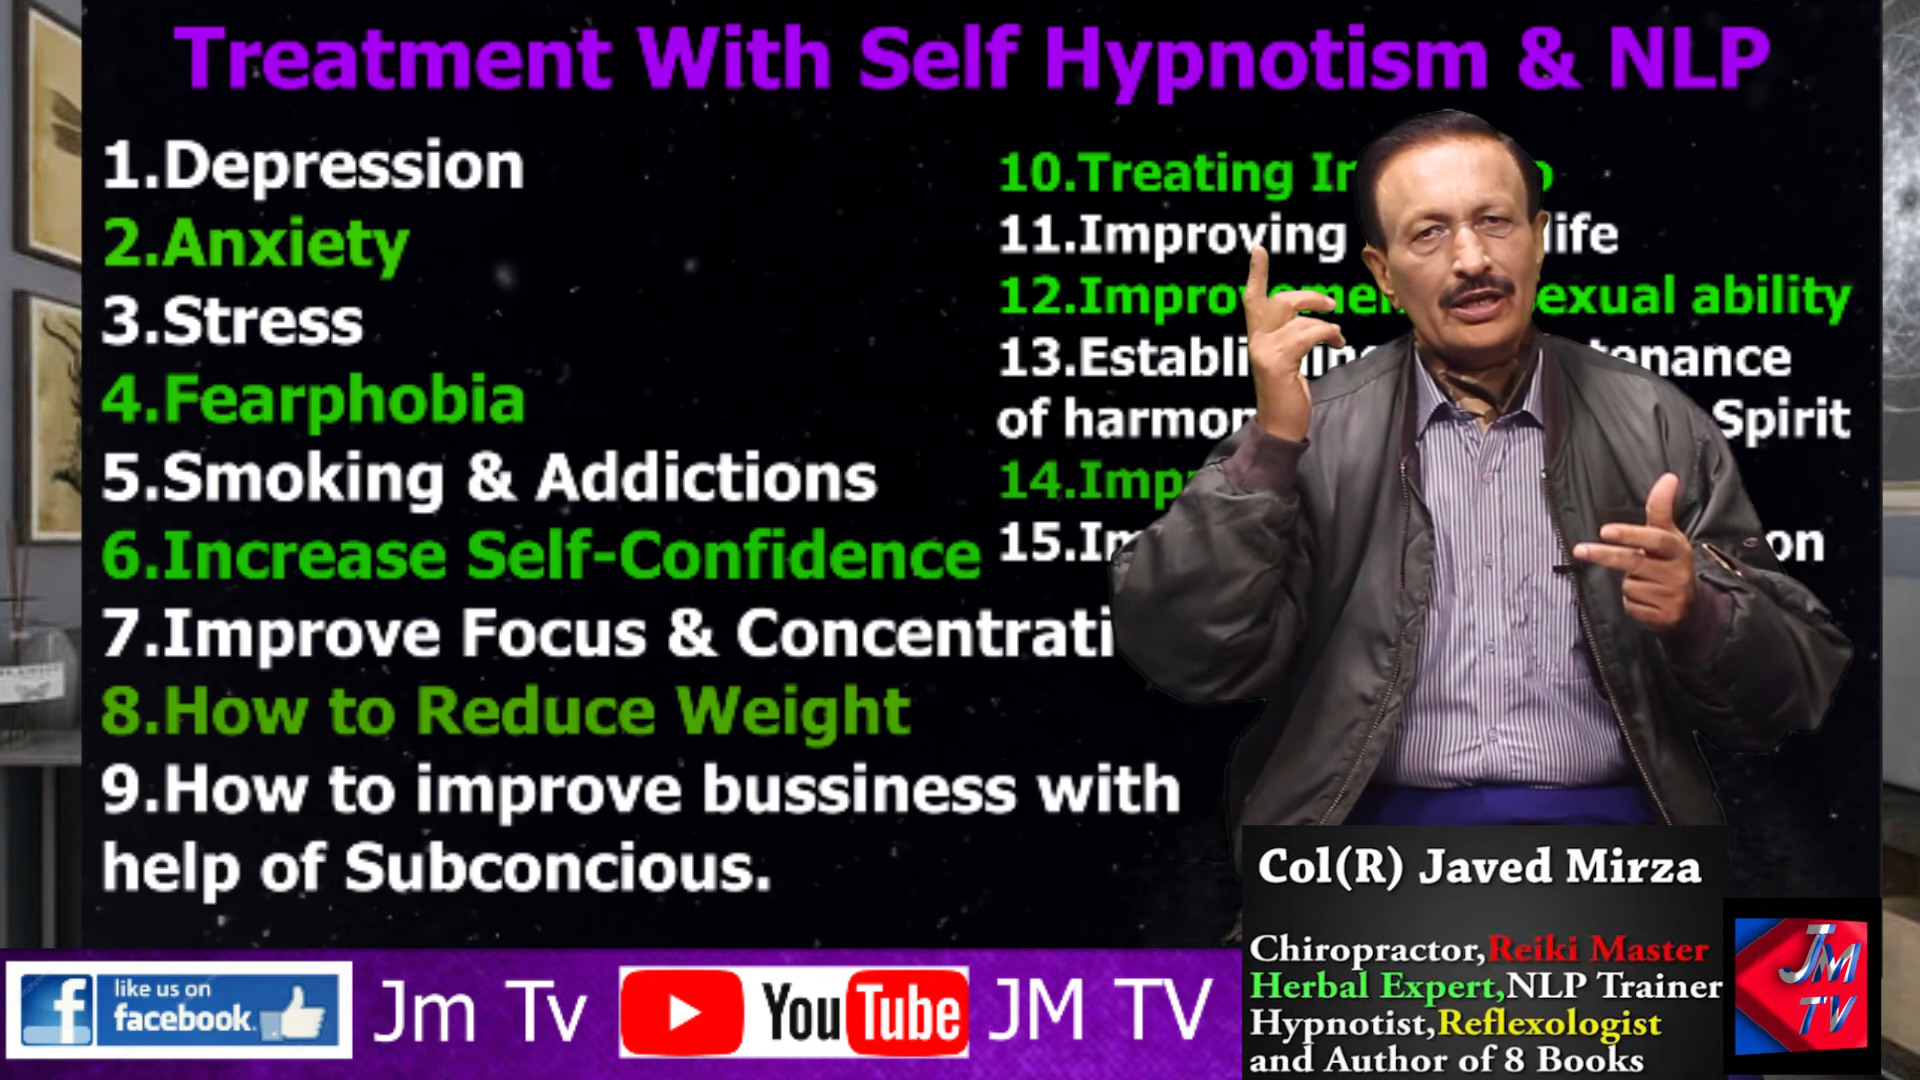 Treatment With Self Hypnotism & NLP
1.Depression
2.Anxiety
3.Stress
4.Fearphobia
5.Smoking & Addictions
6.Increase Self-Confidence
7.Improve Focus &
8.How to Reduce Weight
9.How to improve bussiness with
help of Subconcious.
10.Treating
11.Improving life
12. ability
13.
of Spirit
14.
15.
like us on
facebook.
Jm Tv
YouTube
JM TV
Col(R) Javed Mirza
Chiropractor,Reiki Master
Herbal Expert,NLP Trainer
Hypnotist,Reflexologist
and Author of 8 Books
JM
TV